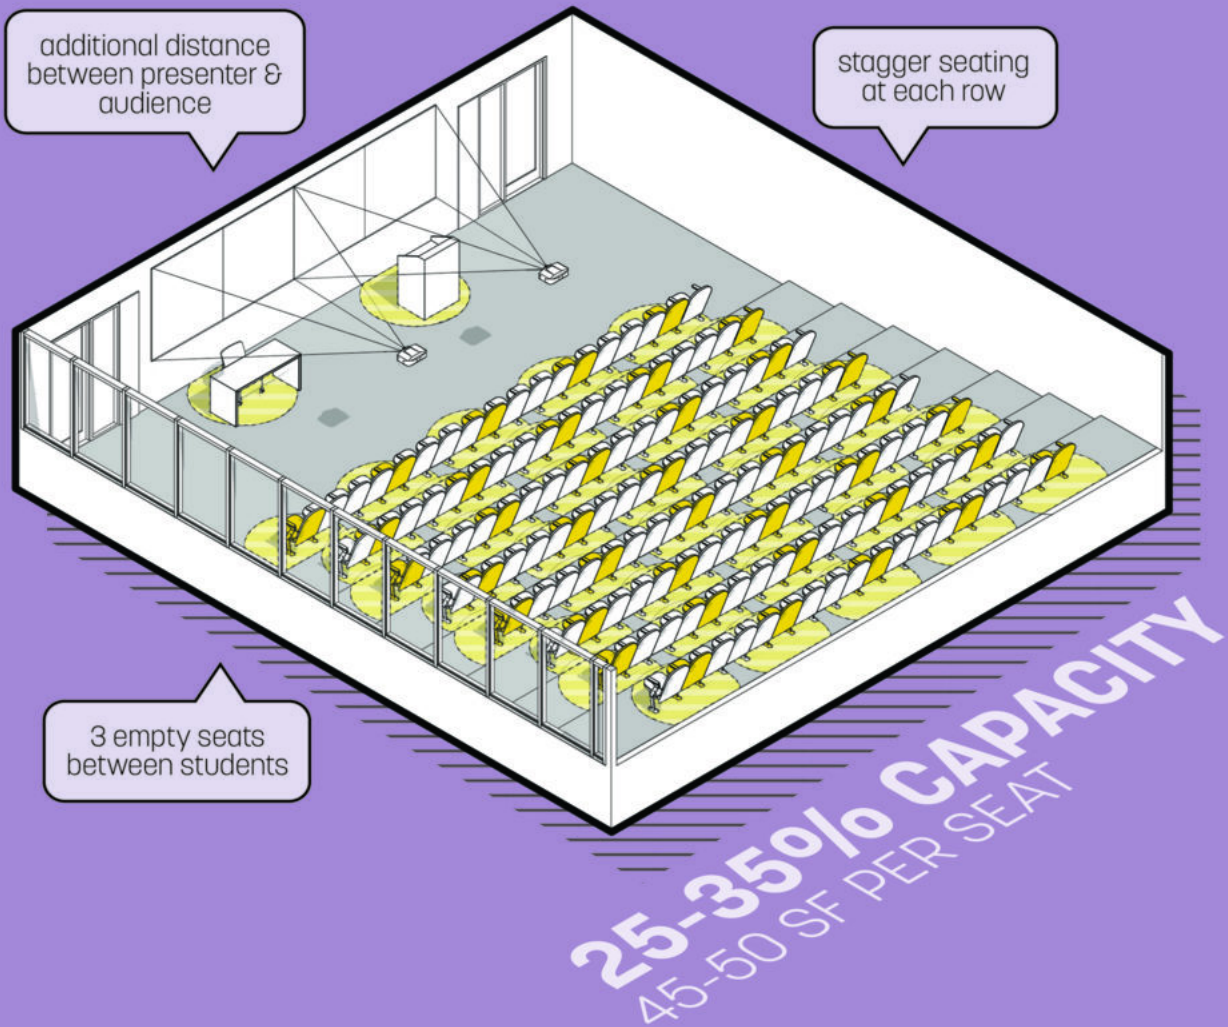 additional distance
between presenter &
audience
stagger seating
at each row
3 empty seats
between students
25-35% CAPACITY
45-50 SF PER SEAT